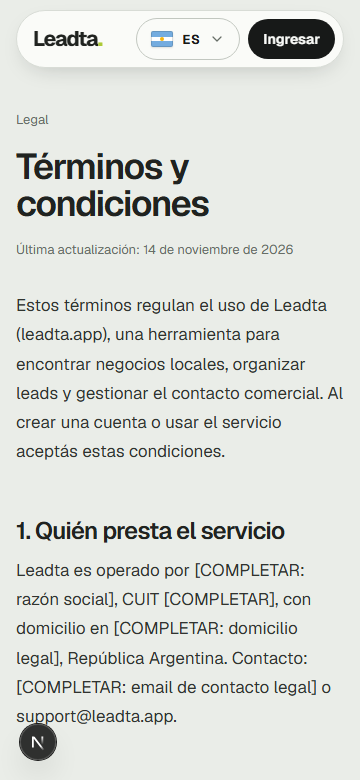 Leadta.
ES
Ingresar
Legal
Términos y
condiciones
Última actualización: 14 de noviembre de 2026
Estos términos regulan el uso de Leadta
(leadta.app), una herramienta para
encontrar negocios locales, organizar
leads y gestionar el contacto comercial. Al
crear una cuenta o usar el servicio
aceptás estas condiciones.
1. Quién presta el servicio
Leadta es operado por [COMPLETAR:
razón social], CUIT [COMPLETAR], con
domicilio en [COMPLETAR: domicilio
legal], República Argentina. Contacto:
[COMPLETAR: email de contacto legal] o
support@leadta.app.
N